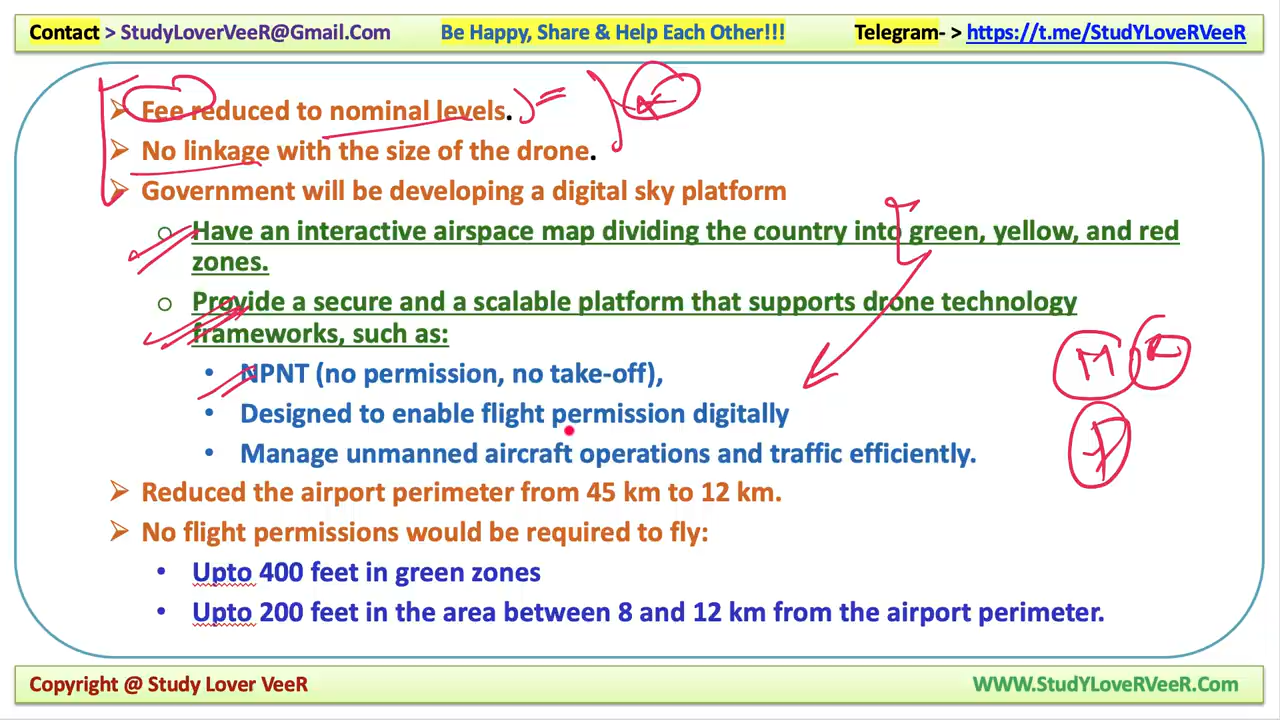 Contact > StudyLoverVeeR@Gmail.Com Be Happy, Share & Help Each Other!!! Telegram- > https://t.me/StudYLoveRVeeR
➢ Fee reduced to nominal levels.
➢ No linkage with the size of the drone.
➢ Government will be developing a digital sky platform
o Have an interactive airspace map dividing the country into green, yellow, and red
zones.
o Provide a secure and a scalable platform that supports drone technology
frameworks, such as:
• NPNT (no permission, no take-off),
• Designed to enable flight permission digitally
• Manage unmanned aircraft operations and traffic efficiently.
➢ Reduced the airport perimeter from 45 km to 12 km.
➢ No flight permissions would be required to fly:
• Upto 400 feet in green zones
• Upto 200 feet in the area between 8 and 12 km from the airport perimeter.
M
Copyright @ Study Lover VeeR WWW.StudYLoveRVeeR.Com